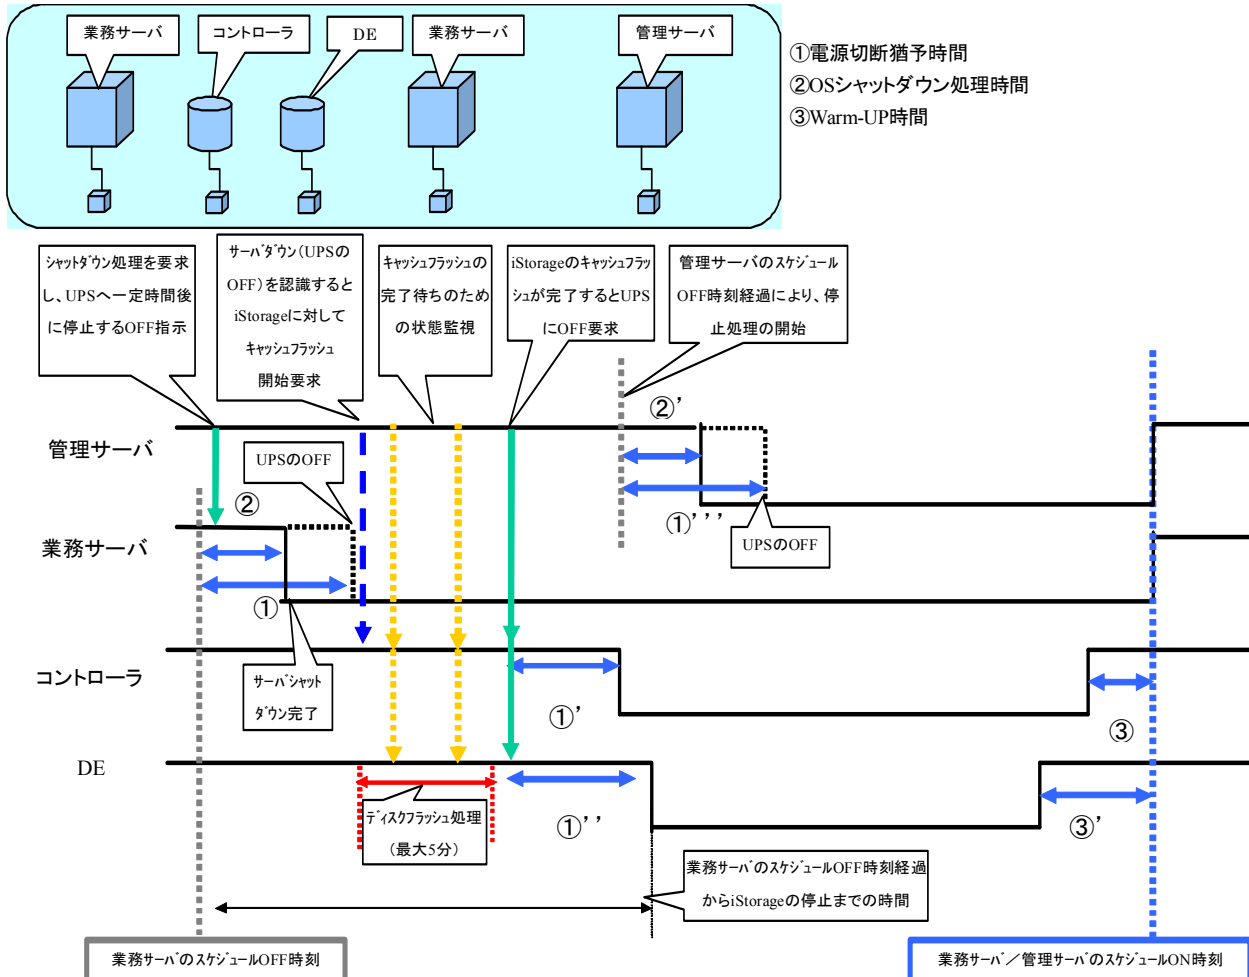 業務サーバ
コントローラ
DE
業務サーバ
管理サーバ
①電源切断猶予時間
②OSシャットダウン処理時間
③Warm-UP時間
シャットダウン処理を要求
し、UPSへ一定時間後
に停止するOFF指示
サーバダウン(UPSの
OFF)を認識すると
iStorageに対して
キャッシュフラッシュ
開始要求
キャッシュフラッシュの
完了待ちのため
の状態監視
iStorageのキャッシュフラッ
シュが完了するとUPS
にOFF要求
管理サーバのスケジュール
OFF時刻経過により、停
止処理の開始
②'
管理サーバ
UPSのOFF
②
①'''
UPSのOFF
業務サーバ
①
サーバシャット
ダウン完了
コントローラ
①'
③
DE
ディスクフラッシュ処理
(最大5分)
①''
③'
業務サーバのスケジュールOFF時刻経過
からiStorageの停止までの時間
業務サーバのスケジュールOFF時刻
業務サーバ/管理サーバのスケジュールON時刻